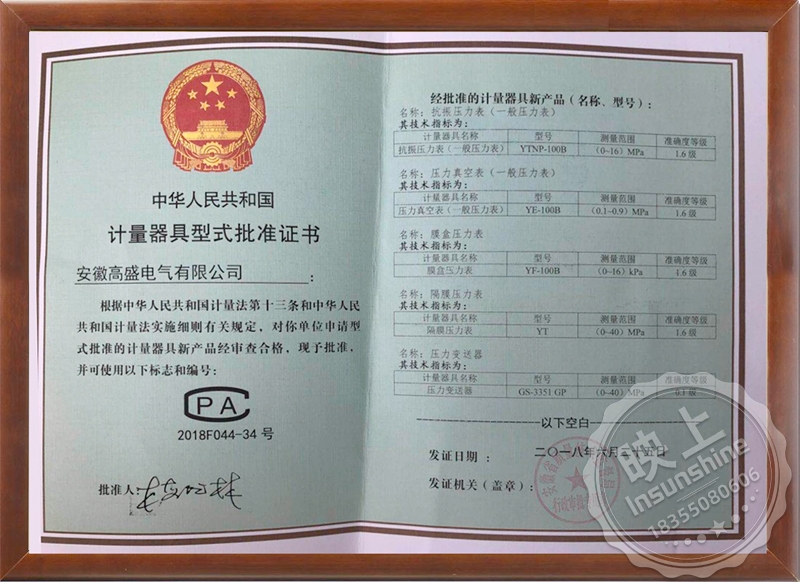 中华人民共和国
计量器具型式批准证书
安徽高盛电气有限公司：
根据中华人民共和国计量法第十三条和中华人民
共和国计量法实施细则有关规定，对你单位申请型
式批准的计量器具新产品经审查合格，现予批准，
并可使用以下标志和编号：
CPA
2018F044-34 号
批准人：
经批准的计量器具新产品（名称、型号）：
名称：抗振压力表（一般压力表）
其技术指标为：
计量器具名称 型号 测量范围 准确度等级
抗振压力表（一般压力表） YTNP-100B （0~16）MPa 1.6级
名称：压力真空表（一般压力表）
其技术指标为：
计量器具名称 型号 测量范围 准确度等级
压力真空表（一般压力表） YE-100B （0.1~0.9）MPa 1.6级
名称：膜盒压力表
其技术指标为：
计量器具名称 型号 测量范围 准确度等级
膜盒压力表 YF-100B （0~16）kPa 1.6级
名称：隔膜压力表
其技术指标为：
计量器具名称 型号 测量范围 准确度等级
隔膜压力表 YT （0~40）MPa 1.6级
名称：压力变送器
其技术指标为：
计量器具名称 型号 测量范围 准确度等级
压力变送器 GS-3351 GP （0~40）MPa 0.1级
以下空白
发证日期：二〇一八年六月二十五日
发证机关（盖章）：
映上
Insunshine
18355080606